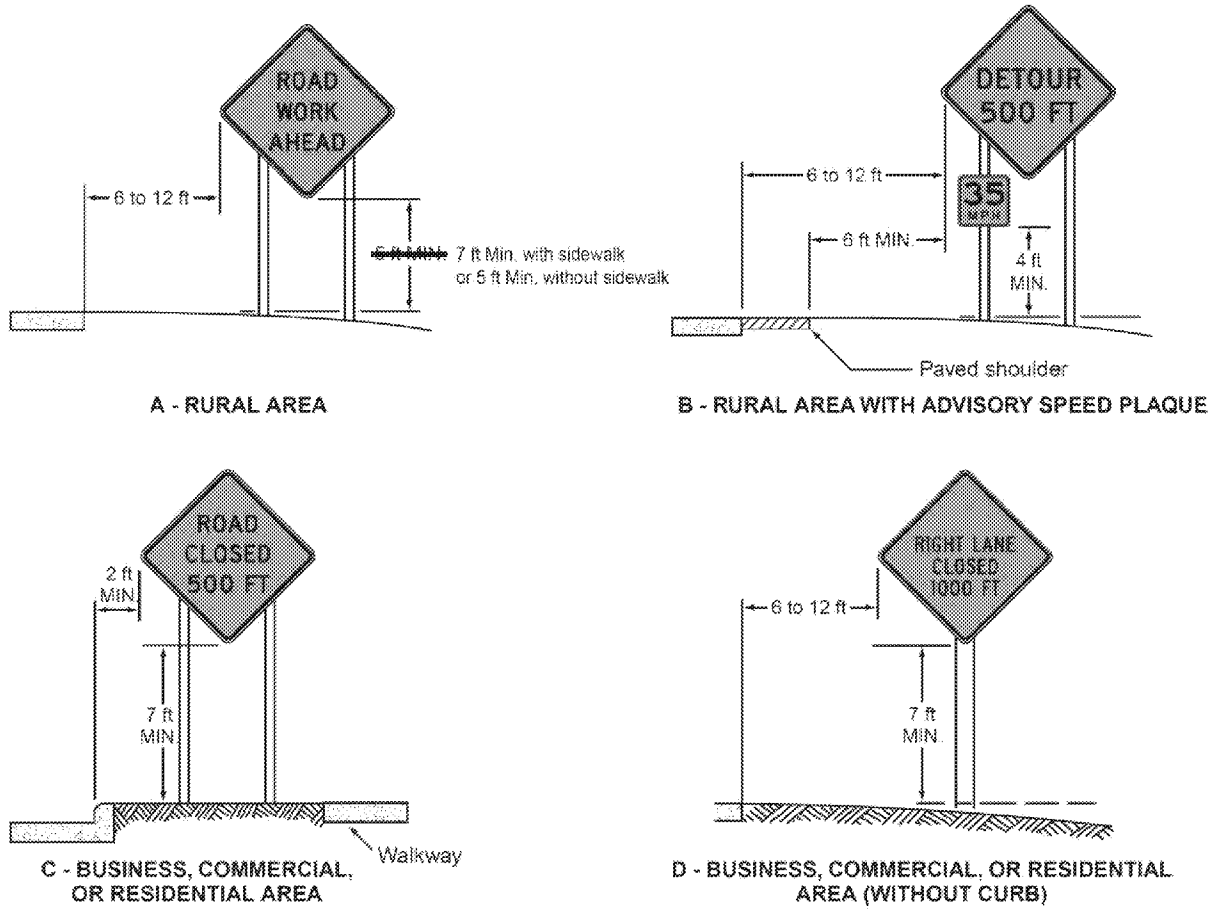 ROAD
WORK
AHEAD
6 to 12 ft
5 ft MIN.
7 ft Min. with sidewalk
or 5 ft Min. without sidewalk
A - RURAL AREA
DETOUR
500 FT
35
MPH
6 to 12 ft
6 ft MIN.
4 ft
MIN.
Paved shoulder
B - RURAL AREA WITH ADVISORY SPEED PLAQUE
ROAD
CLOSED
500 FT
2 ft
MIN.
7 ft
MIN.
Walkway
C - BUSINESS, COMMERCIAL,
OR RESIDENTIAL AREA
RIGHT LANE
CLOSED
1000 FT
6 to 12 ft
7 ft
MIN.
D - BUSINESS, COMMERCIAL, OR RESIDENTIAL
AREA (WITHOUT CURB)